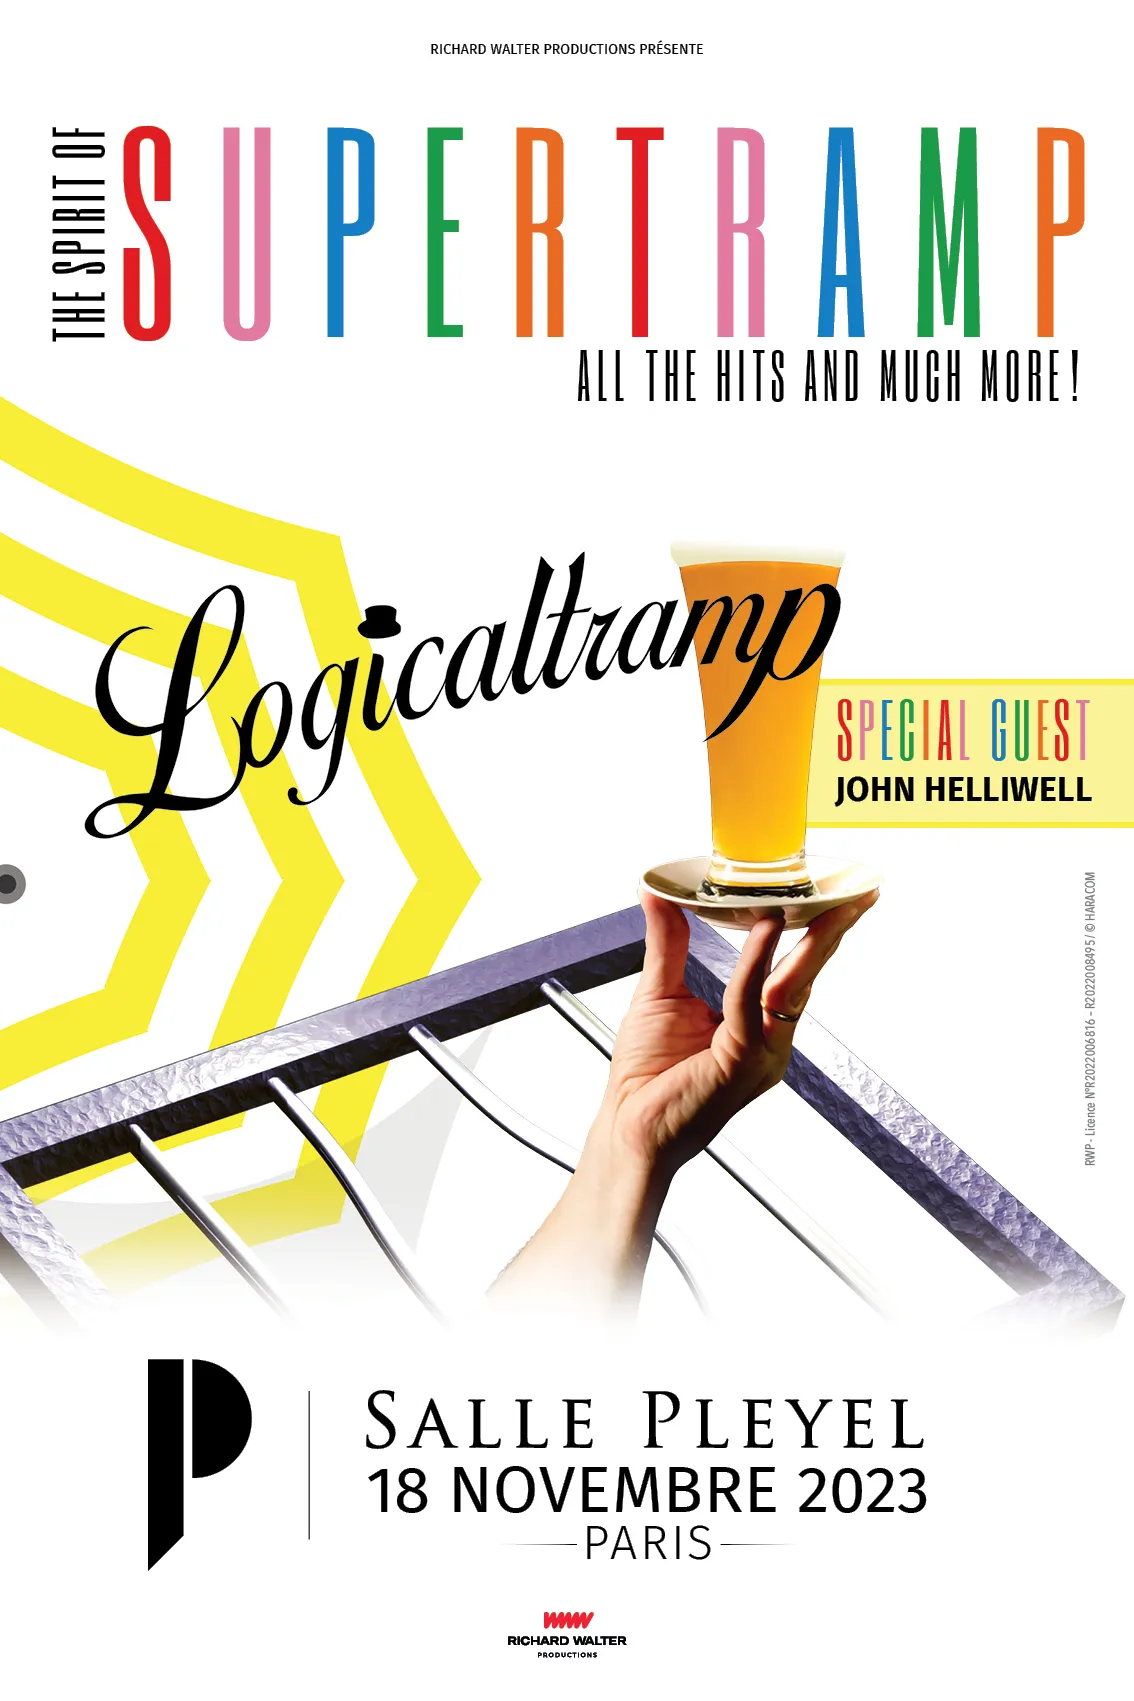 RICHARD WALTER PRODUCTIONS PRÉSENTE
THE SPIRIT OF
SUPERTRAMP
ALL THE HITS AND MUCH MORE!
Logicaltramp
SPECIAL GUEST
JOHN HELLIWELL
RWP - Licence N°R2022006816 - R2022008495 / © HARACOM
P
SALLE PLEYEL
18 NOVEMBRE 2023
PARIS
RICHARD WALTER
PRODUCTIONS